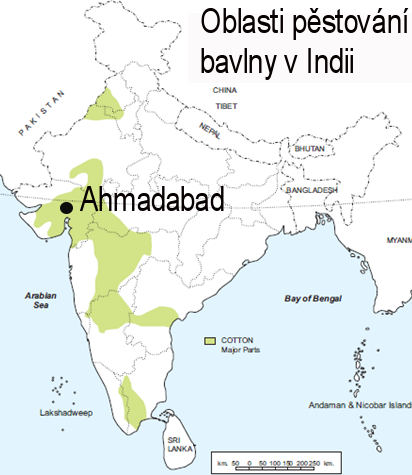 Oblasti pěstování
bavlny v Indii
CHINA
TIBET
PAKISTAN
NEPAL
BHUTAN
BANGLADESH
Ahmadabad
MYANM
Arabian
Sea
Bay of Bengal
COTTON
Major Parts
Lakshadweep
Andaman & Nicobar Islands
SRI
LANKA
km. 50 0 50 100 150 200 250 km.